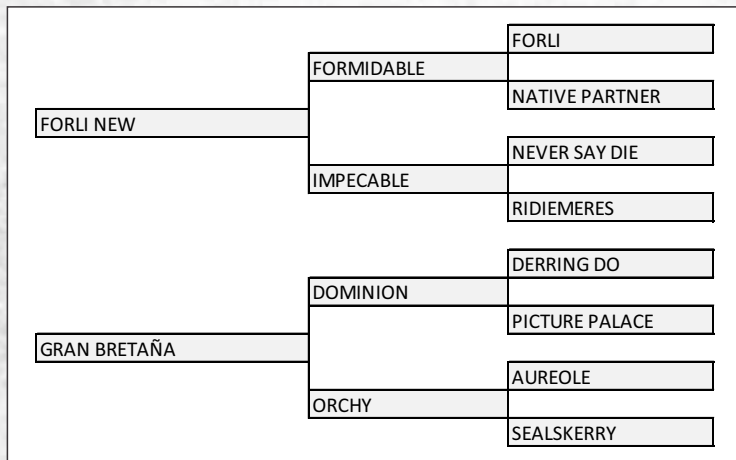 FORLI
FORMIDABLE
NATIVE PARTNER
FORLI NEW
NEVER SAY DIE
IMPECABLE
RIDIEMERES
DERRING DO
DOMINION
PICTURE PALACE
GRAN BRETAÑA
AUREOLE
ORCHY
SEALSKERRY